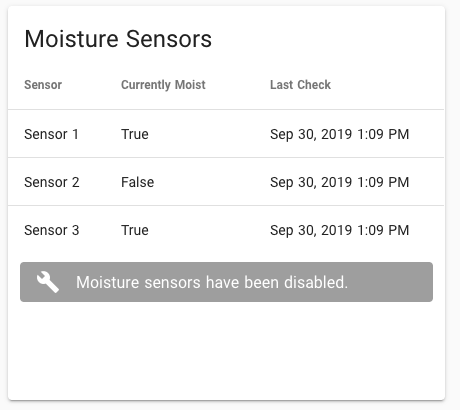 Moisture Sensors
Sensor Currently Moist Last Check
Sensor 1 True Sep 30, 2019 1:09 PM
Sensor 2 False Sep 30, 2019 1:09 PM
Sensor 3 True Sep 30, 2019 1:09 PM
Moisture sensors have been disabled.